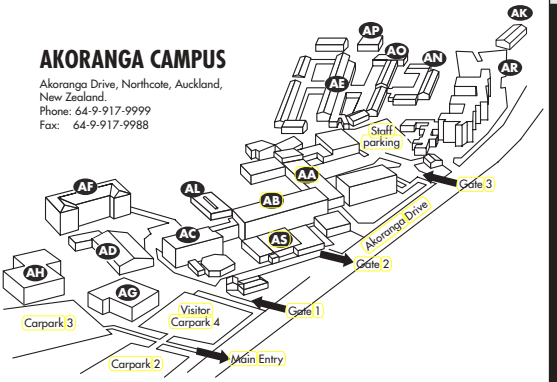 AKORANGA CAMPUS
Akoranga Drive, Northcote, Auckland,
New Zealand.
Phone: 64-9-917-9999
Fax: 64-9-917-9988
AK
AP
AO
AN
AR
AE
Staff
parking
AA
Gate 3
AF
AL
AB
Akoranga Drive
AC
AS
AD
Gate 2
AH
AG
Visitor
Carpark 4
Gate 1
Carpark 3
Carpark 2
Main Entry